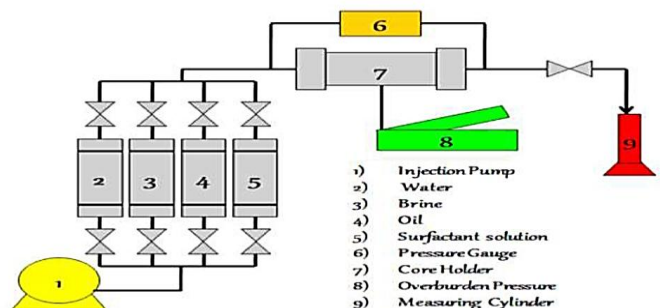 6
7
8
9
2 3 4 5
1
1) Injection Pump
2) Water
3) Brine
4) Oil
5) Surfactant solution
6) Pressure Gauge
7) Core Holder
8) Overburden Pressure
9) Measuring Cylinder